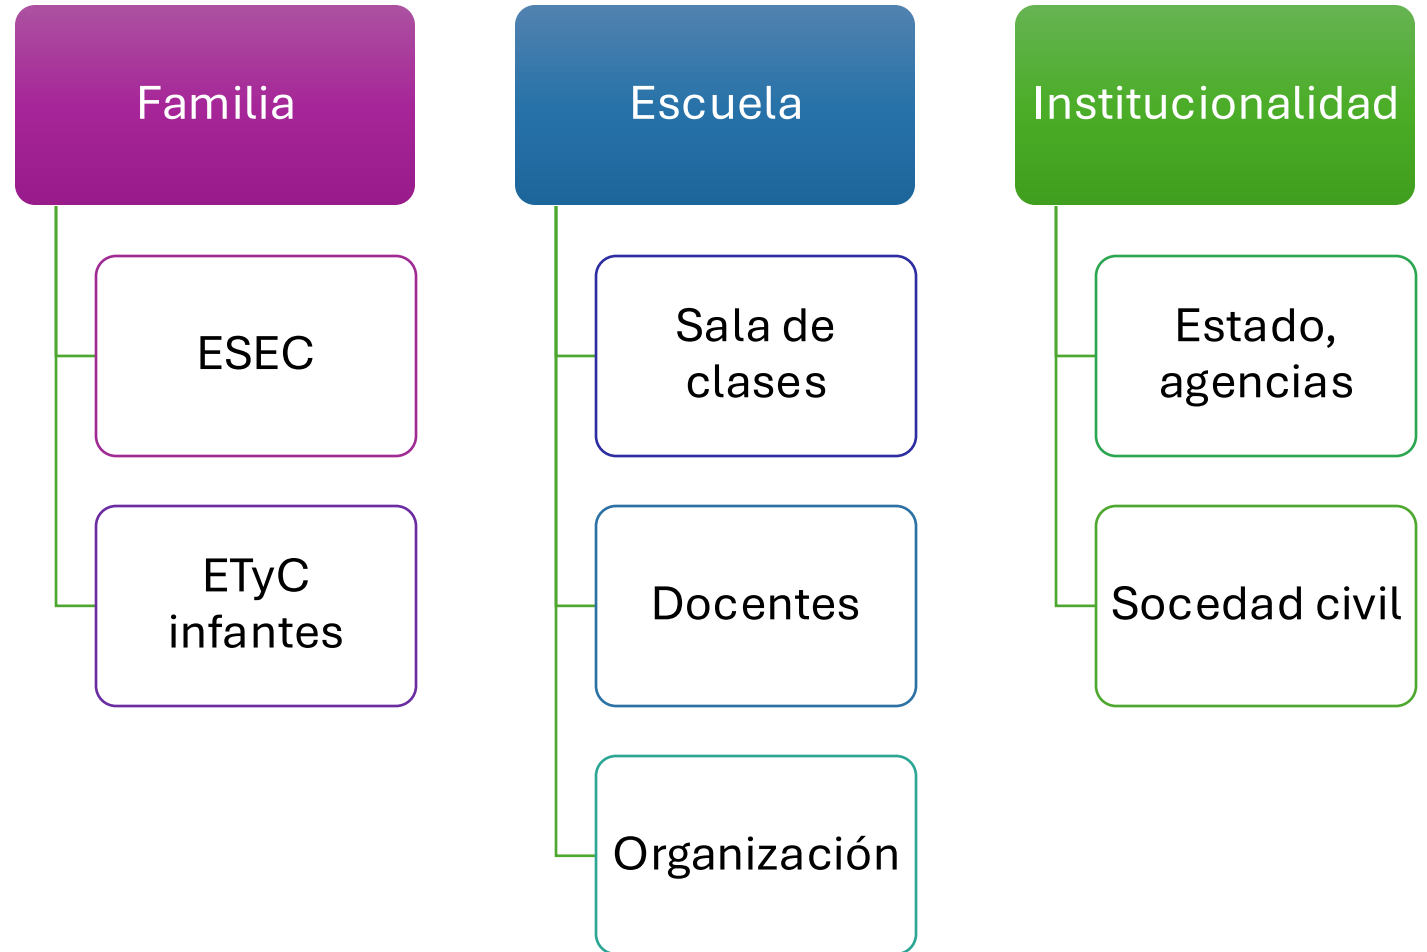 Familia
ESEC
ETyC
infantes
Escuela
Sala de
clases
Docentes
Organización
Institucionalidad
Estado,
agencias
Socedad civil